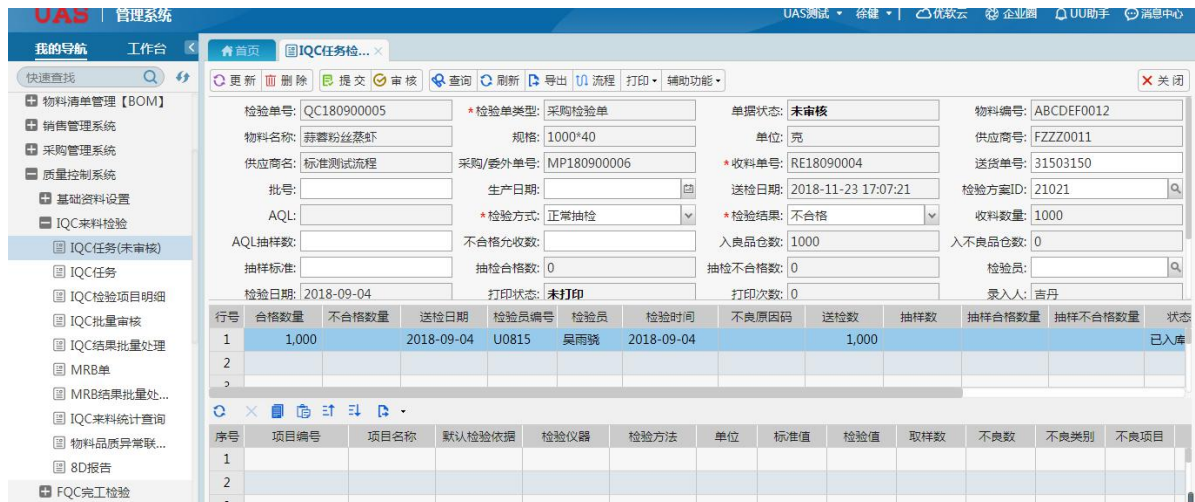 UAS 管理系统 UAS测试 徐健 优软云 企业圈 UU助手 消息中心
我的导航 工作台 首页 IQC任务检...
快速查找 更新 删除 提交 审核 查询 刷新 导出 流程 打印 辅助功能 关闭
物料清单管理【BOM】
销售管理系统
采购管理系统
质量控制系统
基础资料设置
IQC来料检验
IQC任务(未审核)
IQC任务
IQC检验项目明细
IQC批量审核
IQC结果批量处理
MRB单
MRB结果批量处...
IQC来料统计查询
物料品质异常联...
8D报告
FQC完工检验
检验单号: QC180900005 *检验单类型: 采购检验单 单据状态: 未审核 物料编号: ABCDEF0012
物料名称: 蒜蓉粉丝蒸虾 规格: 1000*40 单位: 克 供应商号: FZZZ0011
供应商名: 标准测试流程 采购/委外单号: MP180900006 *收料单号: RE18090004 送货单号: 31503150
批号: 生产日期: 送检日期: 2018-11-23 17:07:21 检验方案ID: 21021
AQL: *检验方式: 正常抽检 *检验结果: 不合格 收料数量: 1000
AQL抽样数: 不合格允收数: 入良品仓数: 1000 入不良品仓数: 0
抽样标准: 抽检合格数: 0 抽检不合格数: 0 检验员:
检验日期: 2018-09-04 打印状态: 未打印 打印次数: 0 录入人: 吉丹
行号 合格数量 不合格数量 送检日期 检验员编号 检验员 检验时间 不良原因码 送检数 抽样数 抽样合格数量 抽样不合格数量 状态
1 1,000 2018-09-04 U0815 吴雨骁 2018-09-04 1,000 已入库
2
序号 项目编号 项目名称 默认检验依据 检验仪器 检验方法 单位 标准值 检验值 取样数 不良数 不良类别 不良项目
1
2